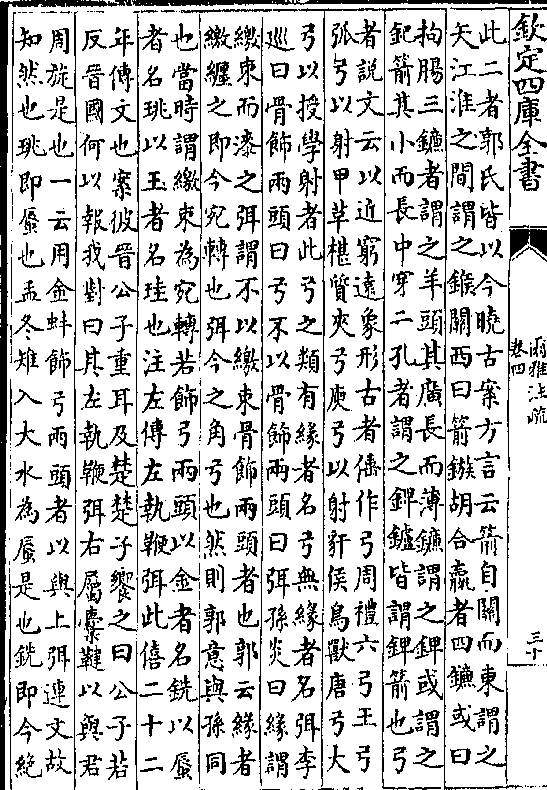 欽定四庫全書
爾雅注疏
卷四
三十
此二者郭氏皆以今曉古案方言云箭自關而東謂之
矢江淮之間謂之鍭關西曰箭鏃胡合嬴者四鐮或曰
拘腸三鐮者謂之羊頭其廣長而薄鐮謂之錍或謂之
鈀箭其小而長中穿二孔者謂之錍鑪皆謂錍箭也弓
者說文云以近窮遠象形古者僡作弓周禮六弓王弓
弧弓以射甲革椹質夾弓庾弓以射豻侯鳥獸唐弓大
弓以授學射者此弓之類有緣者名弓無緣者名弭李
巡曰骨飾兩頭曰弓不以骨飾兩頭曰弭孫炎曰緣謂
繳束而漆之弭謂不以繳束骨飾兩頭者也郭云緣者
繳纏之即今宛轉也弭今之角弓也然則郭意與孫同
也當時謂繳束為宛轉若飾弓兩頭以金者名銑以蜃
者名珧以玉者名珪也注左傳左執鞭弭此僖二十二
年傳文也案彼晉公子重耳及楚楚子饗之曰公子若
反晉國何以報我對曰其左執鞭弭右屬櫜鞬以與君
周旋是也一云用金蚌飾弓兩頭者以與上弭連文故
知然也珧即蜃也孟冬雉入大水為蜃是也銑即今絕